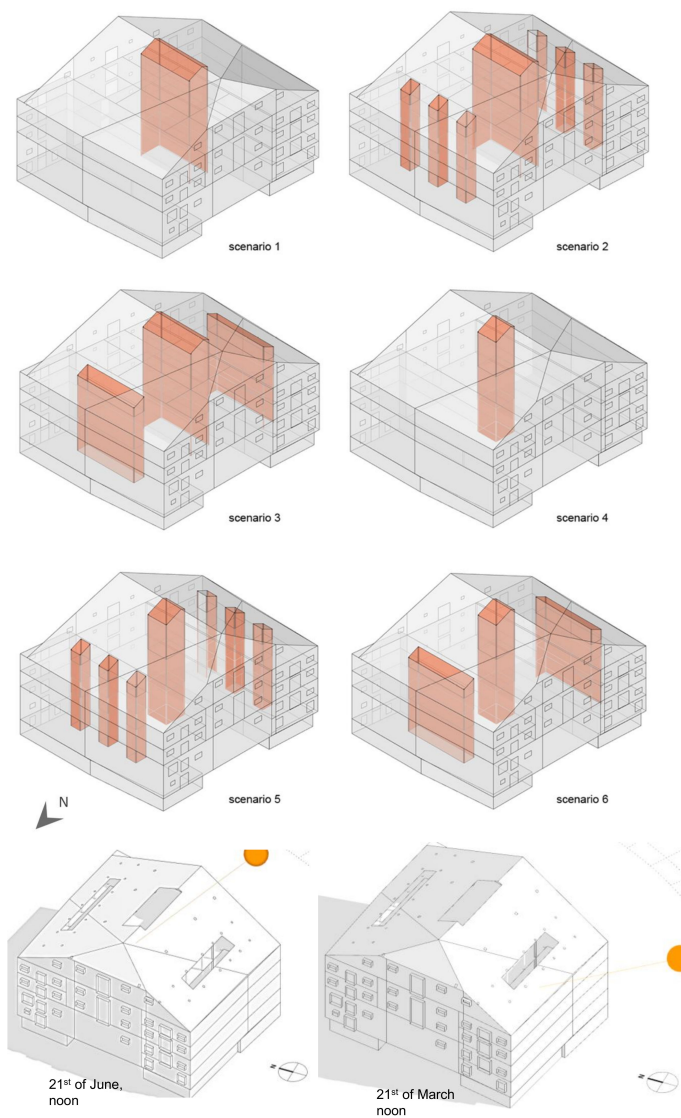 scenario 1
scenario 2
scenario 3
scenario 4
scenario 5
scenario 6
N
21st of June,
noon
N
21st of March
noon
N